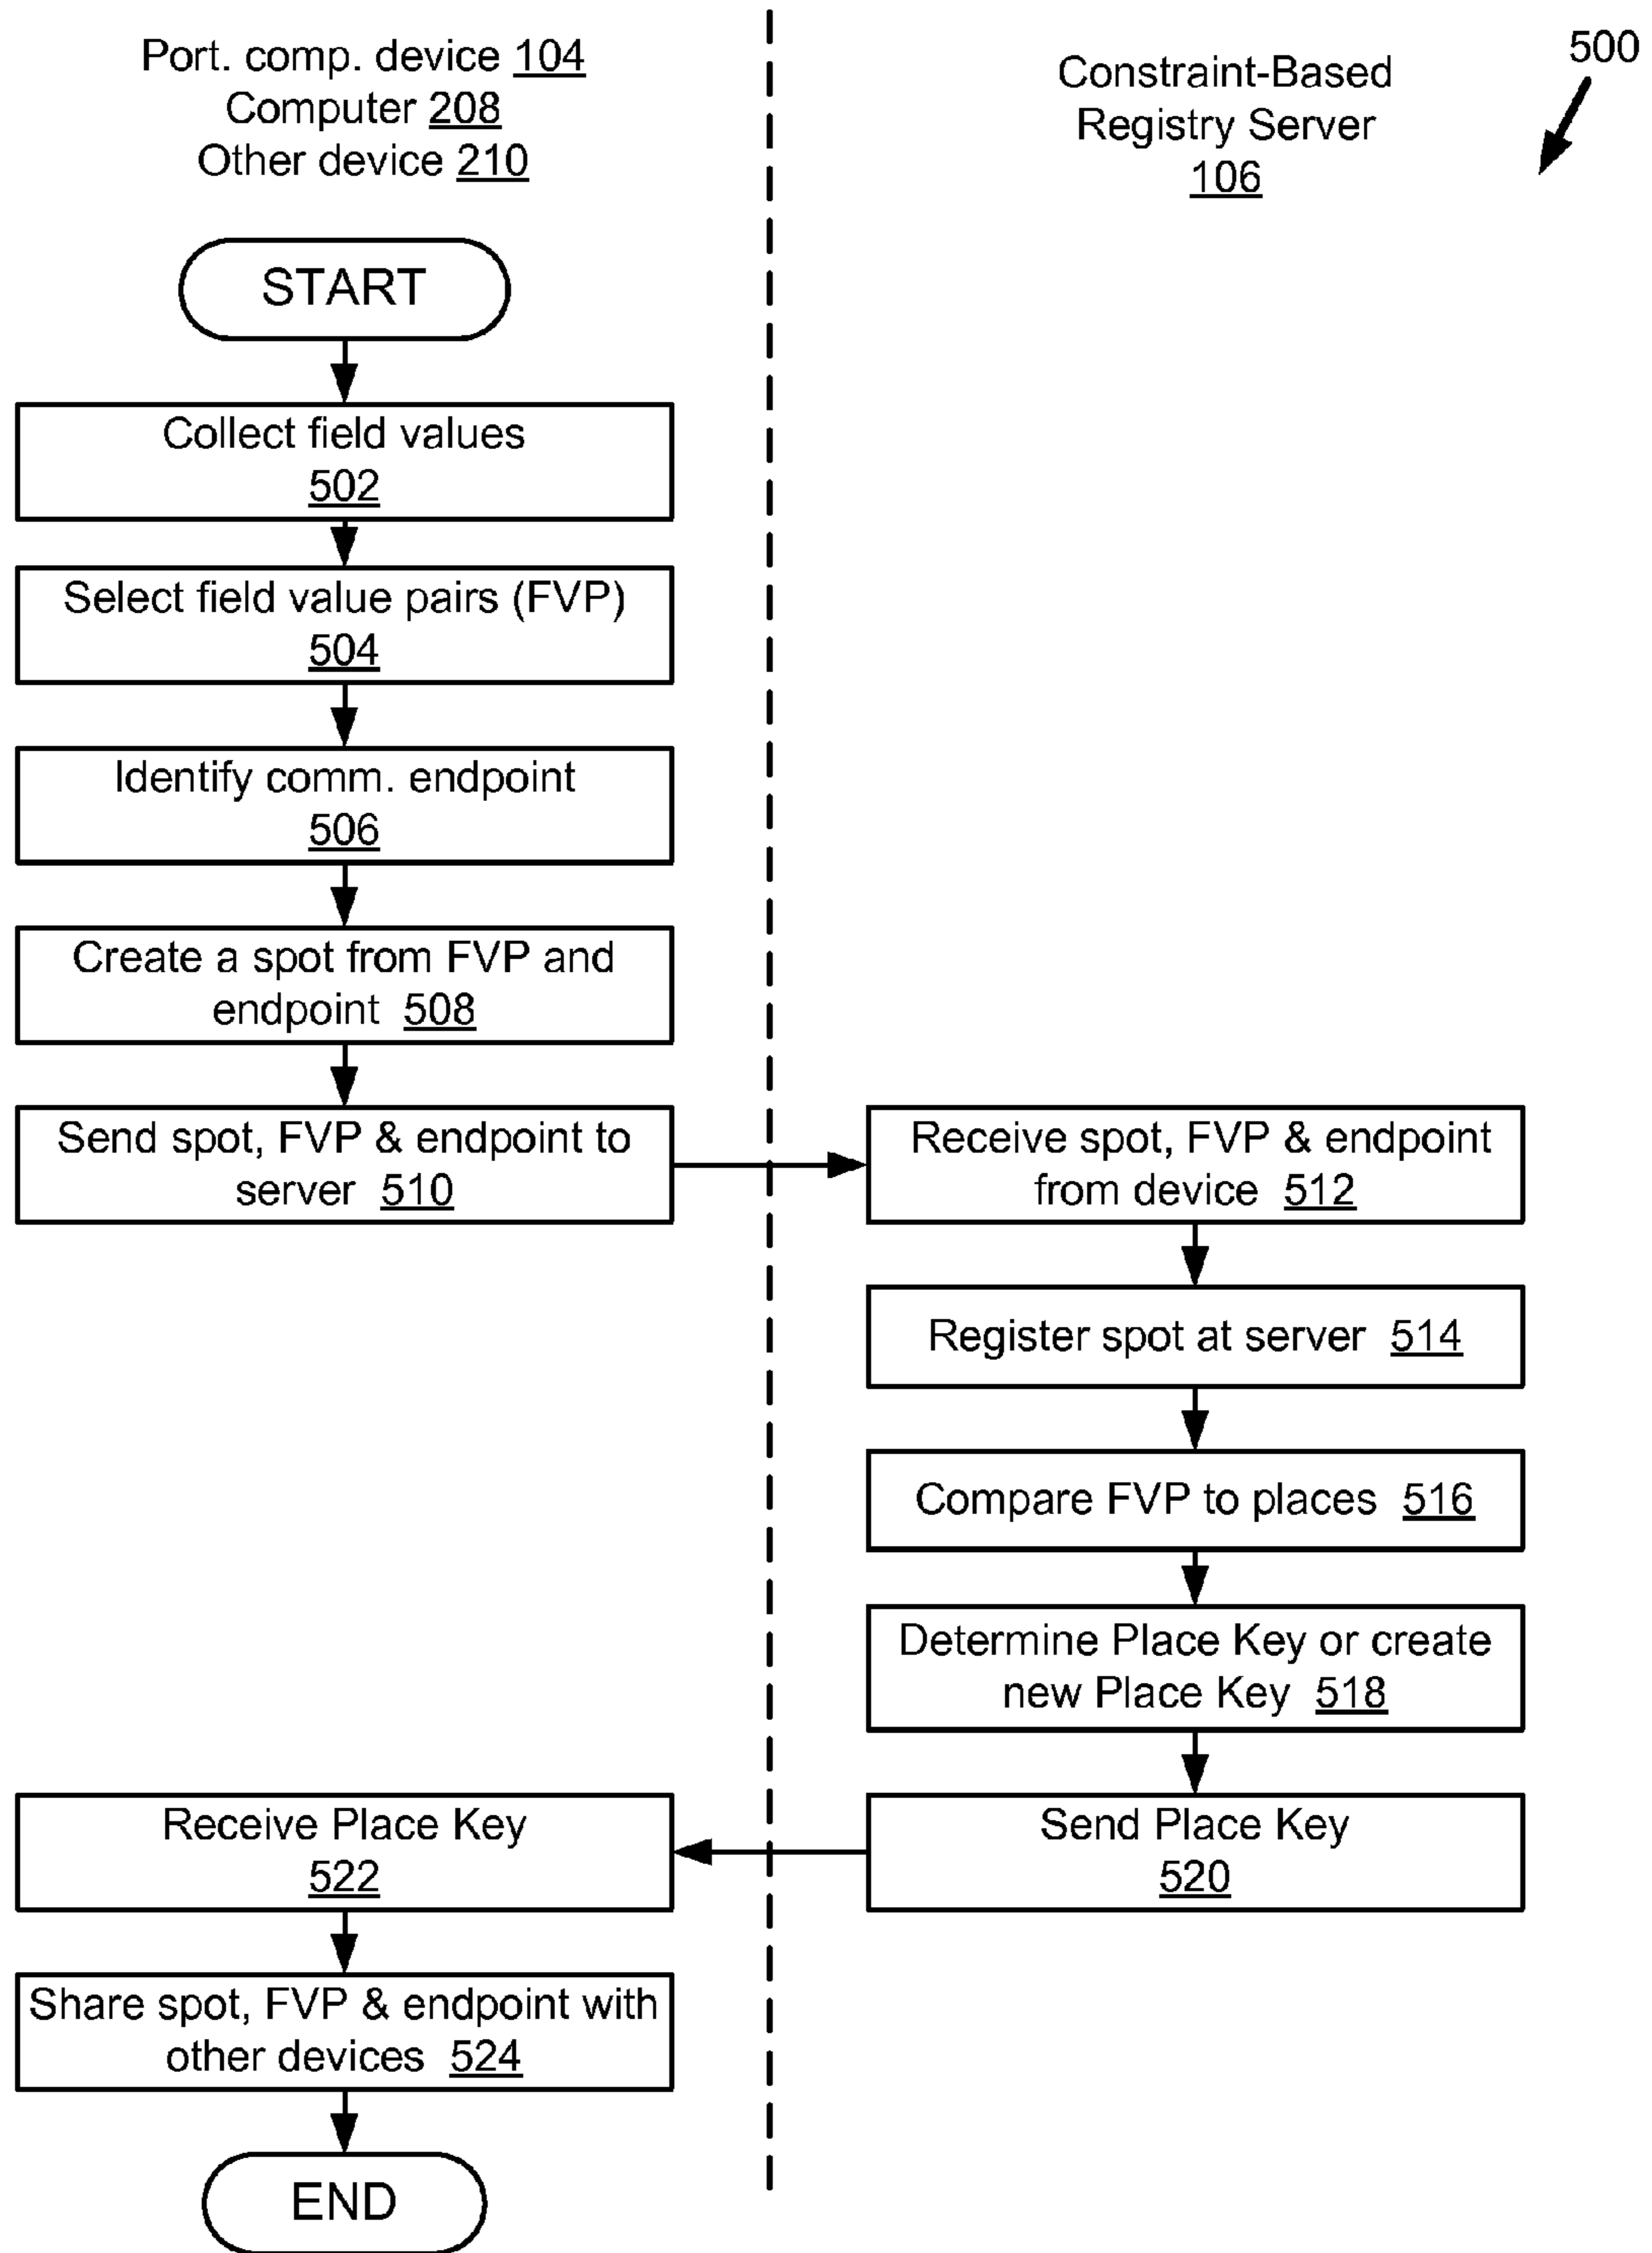 Port. comp. device 104
Computer 208
Other device 210
Constraint-Based
Registry Server
106
500
START
Collect field values
502
Select field value pairs (FVP)
504
Identify comm. endpoint
506
Create a spot from FVP and
endpoint 508
Send spot, FVP & endpoint to
server 510
Receive spot, FVP & endpoint
from device 512
Register spot at server 514
Compare FVP to places 516
Determine Place Key or create
new Place Key 518
Send Place Key
520
Receive Place Key
522
Share spot, FVP & endpoint with
other devices 524
END